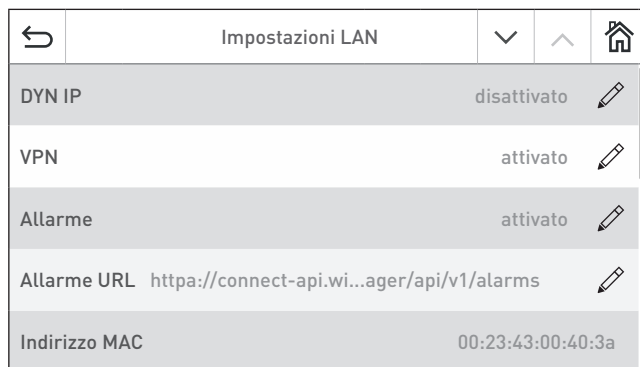 Impostazioni LAN
DYN IP disattivato
VPN attivato
Allarme attivato
Allarme URL httpa://connect-api.wi...ager/api/v1/alarms
Indirizzo MAC 00:23:43:00:40:3a